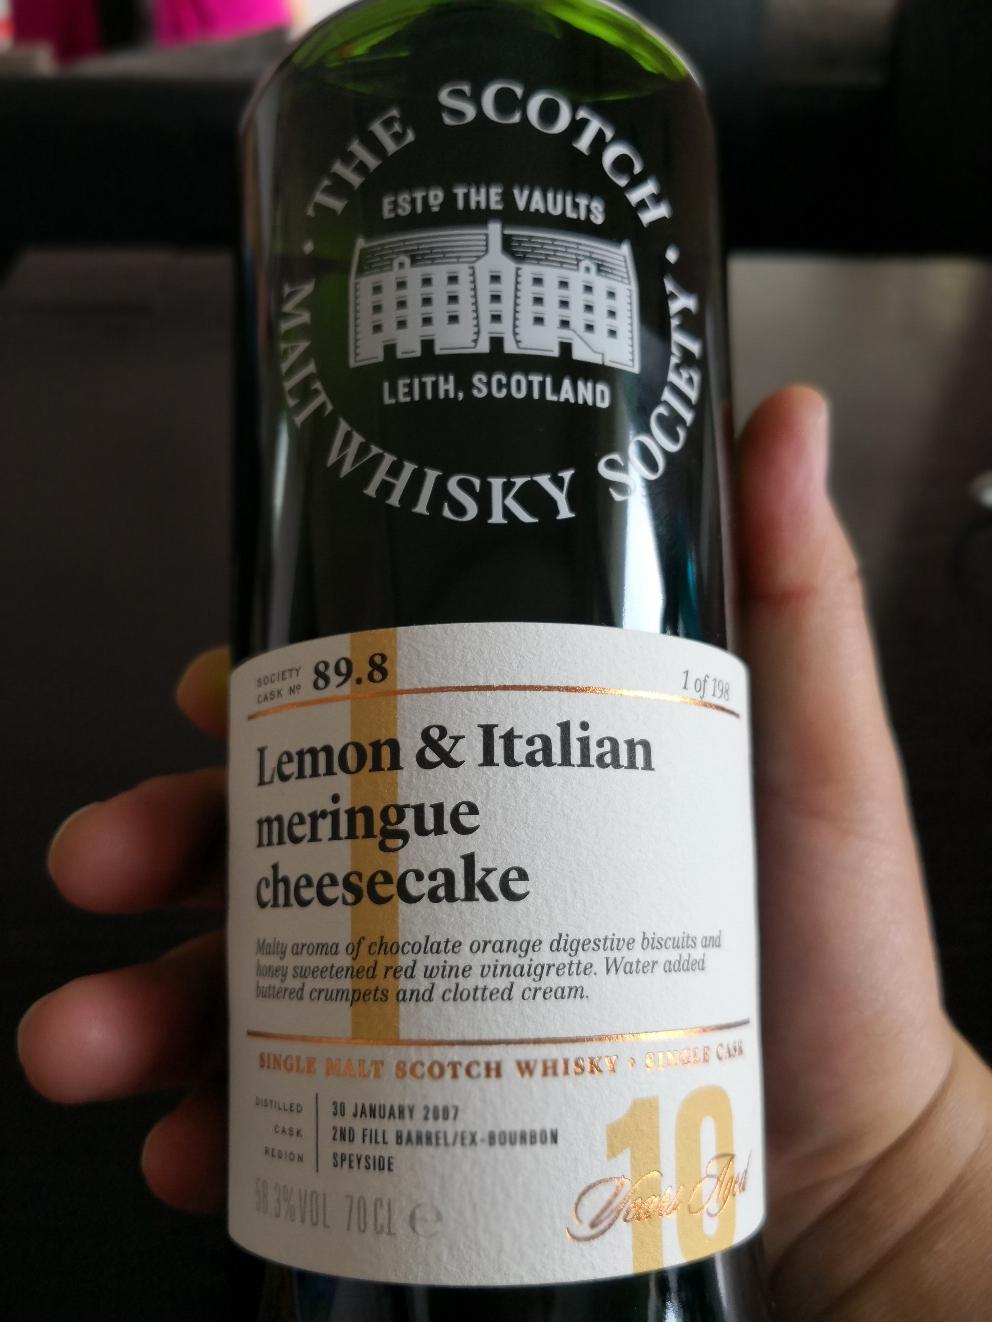 THE SCOTCH
ESTD THE VAULTS
LEITH, SCOTLAND
MALT WHISKY SOCIETY
SOCIETY
CASK Nº 89.8
1 of 198
Lemon & Italian
meringue
cheesecake
Malty aroma of chocolate orange digestive biscuits and
honey sweetened red wine vinaigrette. Water added
buttered crumpets and clotted cream.
SINGLE MALT SCOTCH WHISKY • SINGLE CASK
DISTILLED 30 JANUARY 2007
CASK 2ND FILL BARREL/EX-BOURBON
REGION SPEYSIDE
58.3%VOL 70CL e
10
Years Aged